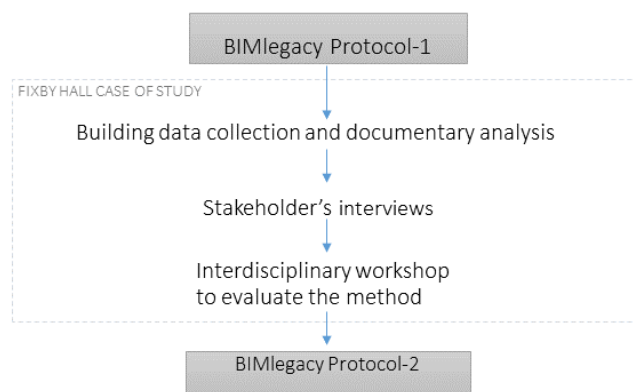 BIMlegacy Protocol-1
FIXBY HALL CASE OF STUDY
Building data collection and documentary analysis
Stakeholder’s interviews
Interdisciplinary workshop
to evaluate the method
BIMlegacy Protocol-2